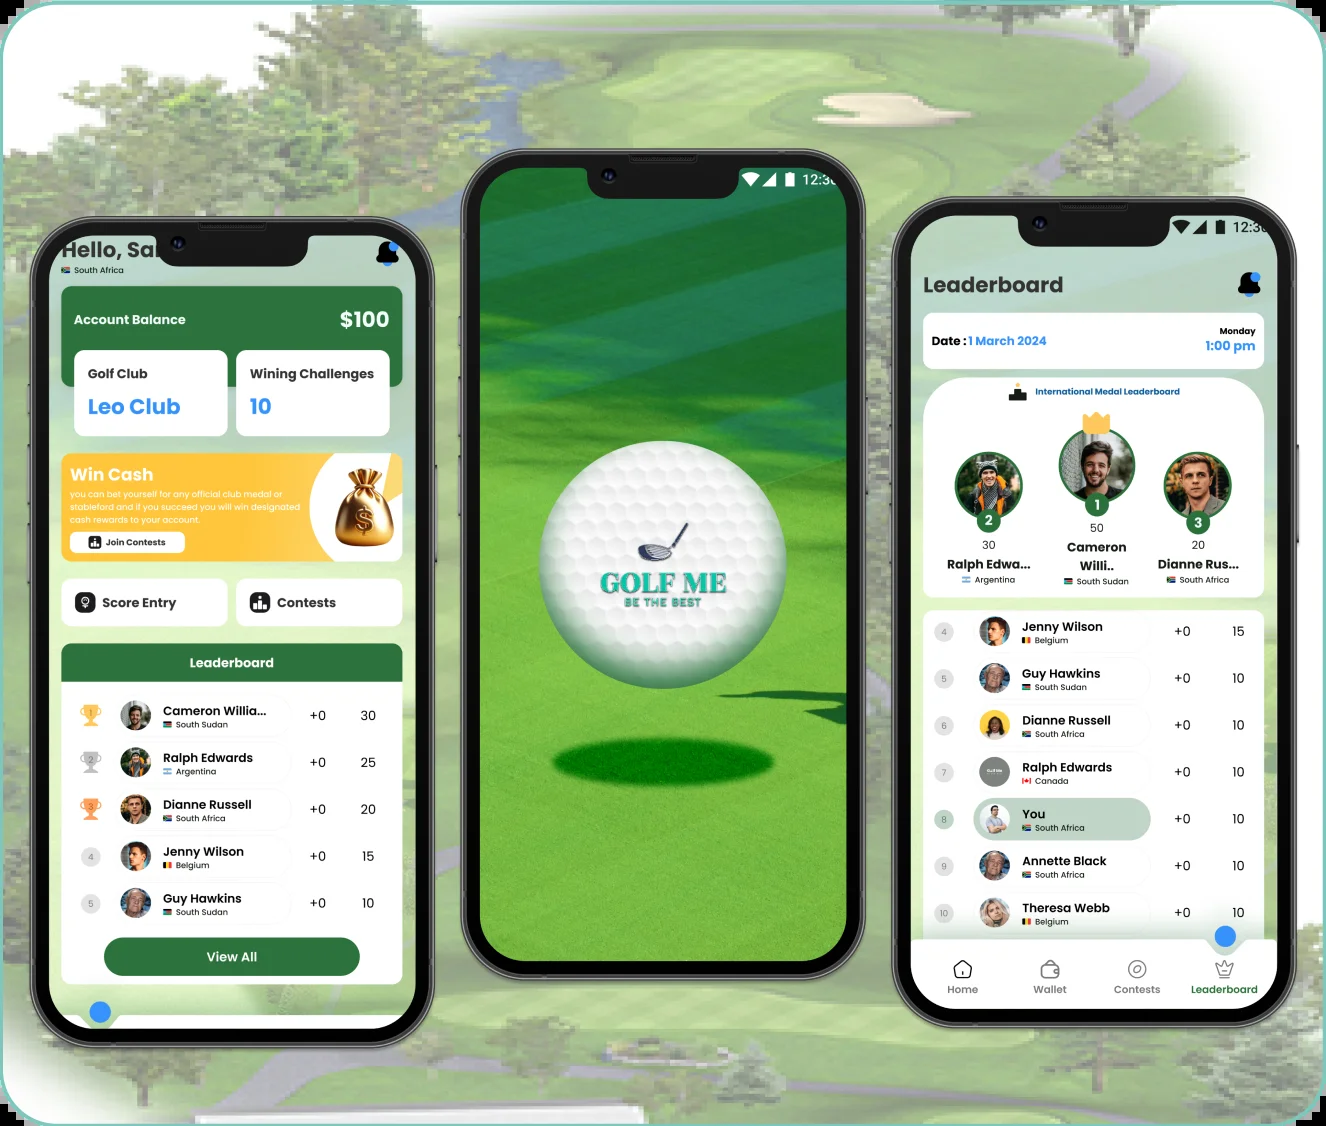 Hello, Sa
South Africa
Account Balance
$100
Golf Club
Leo Club
Wining Challenges
10
Win Cash
you can bet yourself for any official club medal or
stableford and if you succeed you will win designated
cash rewards to your account.
Join Contests
Score Entry
Contests
Leaderboard
1 Cameron Willia... +0 30
South Sudan
2 Ralph Edwards +0 25
Argentina
3 Dianne Russell +0 20
South Africa
4 Jenny Wilson +0 15
Belgium
5 Guy Hawkins +0 10
South Sudan
View All
12:30
GOLF ME
BE THE BEST
12:30
Leaderboard
Date : 1 March 2024
Monday
1:00 pm
International Medal Leaderboard
2
30
Ralph Edwa...
Argentina
1
50
Cameron
Willi..
South Sudan
3
20
Dianne Rus...
South Africa
4 Jenny Wilson +0 15
Belgium
5 Guy Hawkins +0 10
South Sudan
6 Dianne Russell +0 10
South Africa
7 Ralph Edwards +0 10
Canada
8 You +0 10
South Africa
9 Annette Black +0 10
South Africa
10 Theresa Webb +0 10
Belgium
Home
Wallet
Contests
Leaderboard